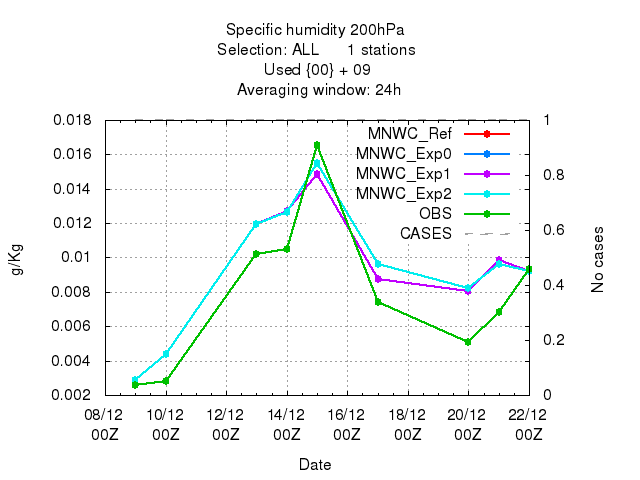 Specific humidity 200hPa
Selection: ALL 1 stations
Used {00} + 09
Averaging window: 24h
0.018
0.016
0.014
0.012
0.01
0.008
0.006
0.004
0.002
g/Kg
1
0.8
0.6
0.4
0.2
0
No cases
MNWC_Ref
MNWC_Exp0
MNWC_Exp1
MNWC_Exp2
OBS
CASES
08/12 10/12 12/12 14/12 16/12 18/12 20/12 22/12
00Z 00Z 00Z 00Z 00Z 00Z 00Z 00Z
Date